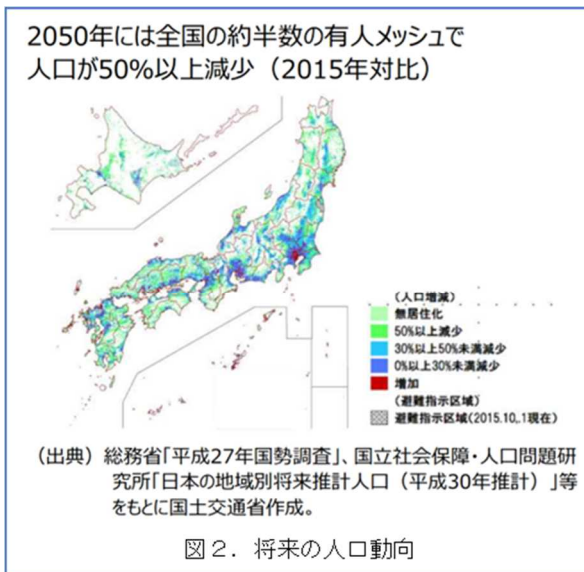 2050年には全国の約半数の有人メッシュで
人口が50%以上減少（2015年対比）
（人口増減）
無居住化
50%以上減少
30%以上50%未満減少
0%以上30%未満減少
増加
（避難指示区域）
避難指示区域（2015.10,.1現在）
（出典）総務省「平成27年国勢調査」、国立社会保障・人口問題研
究所「日本の地域別将来推計人口（平成30年推計）」等
をもとに国土交通省作成。
図２．将来の人口動向